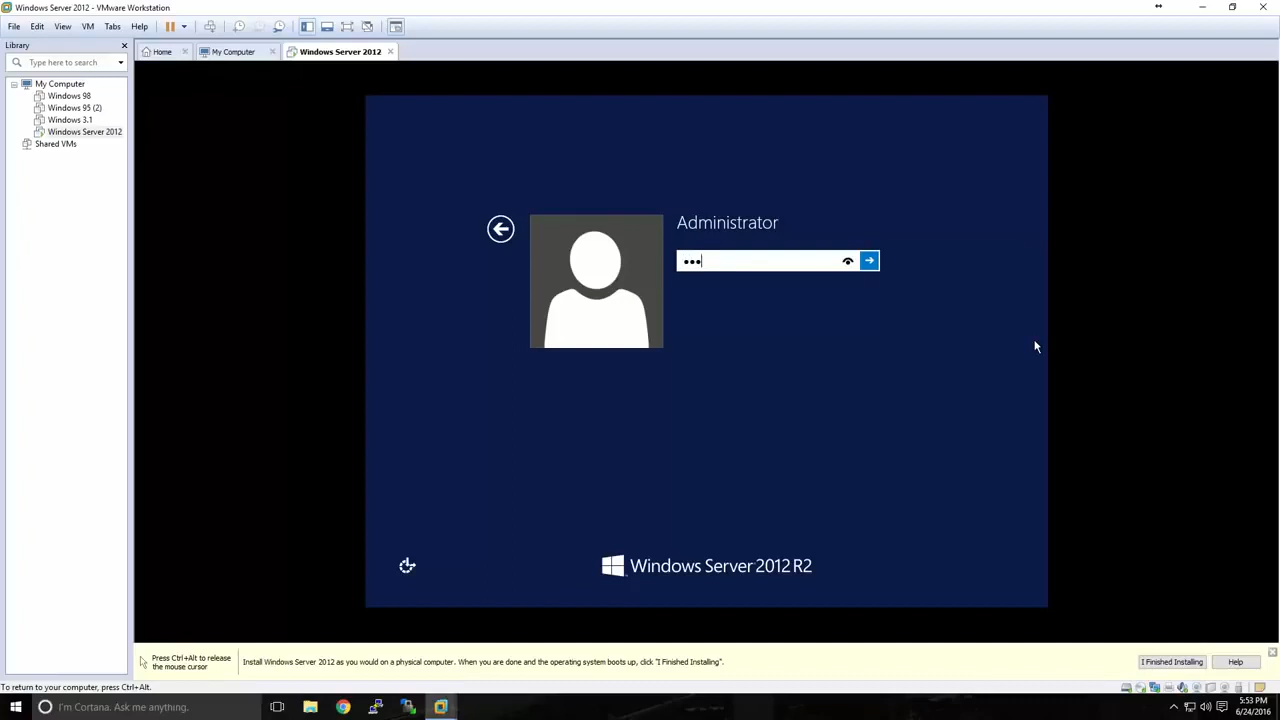 Windows Server 2012 - VMware Workstation
File Edit View VM Tabs Help
Library
Type here to search
My Computer
Windows 98
Windows 95 (2)
Windows 3.1
Windows Server 2012
Shared VMs
Home My Computer Windows Server 2012
Administrator
Windows Server 2012 R2
Press Ctrl+Alt to release
the mouse cursor
Install Windows Server 2012 as you would on a physical computer. When you are done and the operating system boots up, click "I Finished Installing".
I Finished Installing Help
To return to your computer, press Ctrl+Alt.
I'm Cortana. Ask me anything.
5:53 PM
6/24/2016